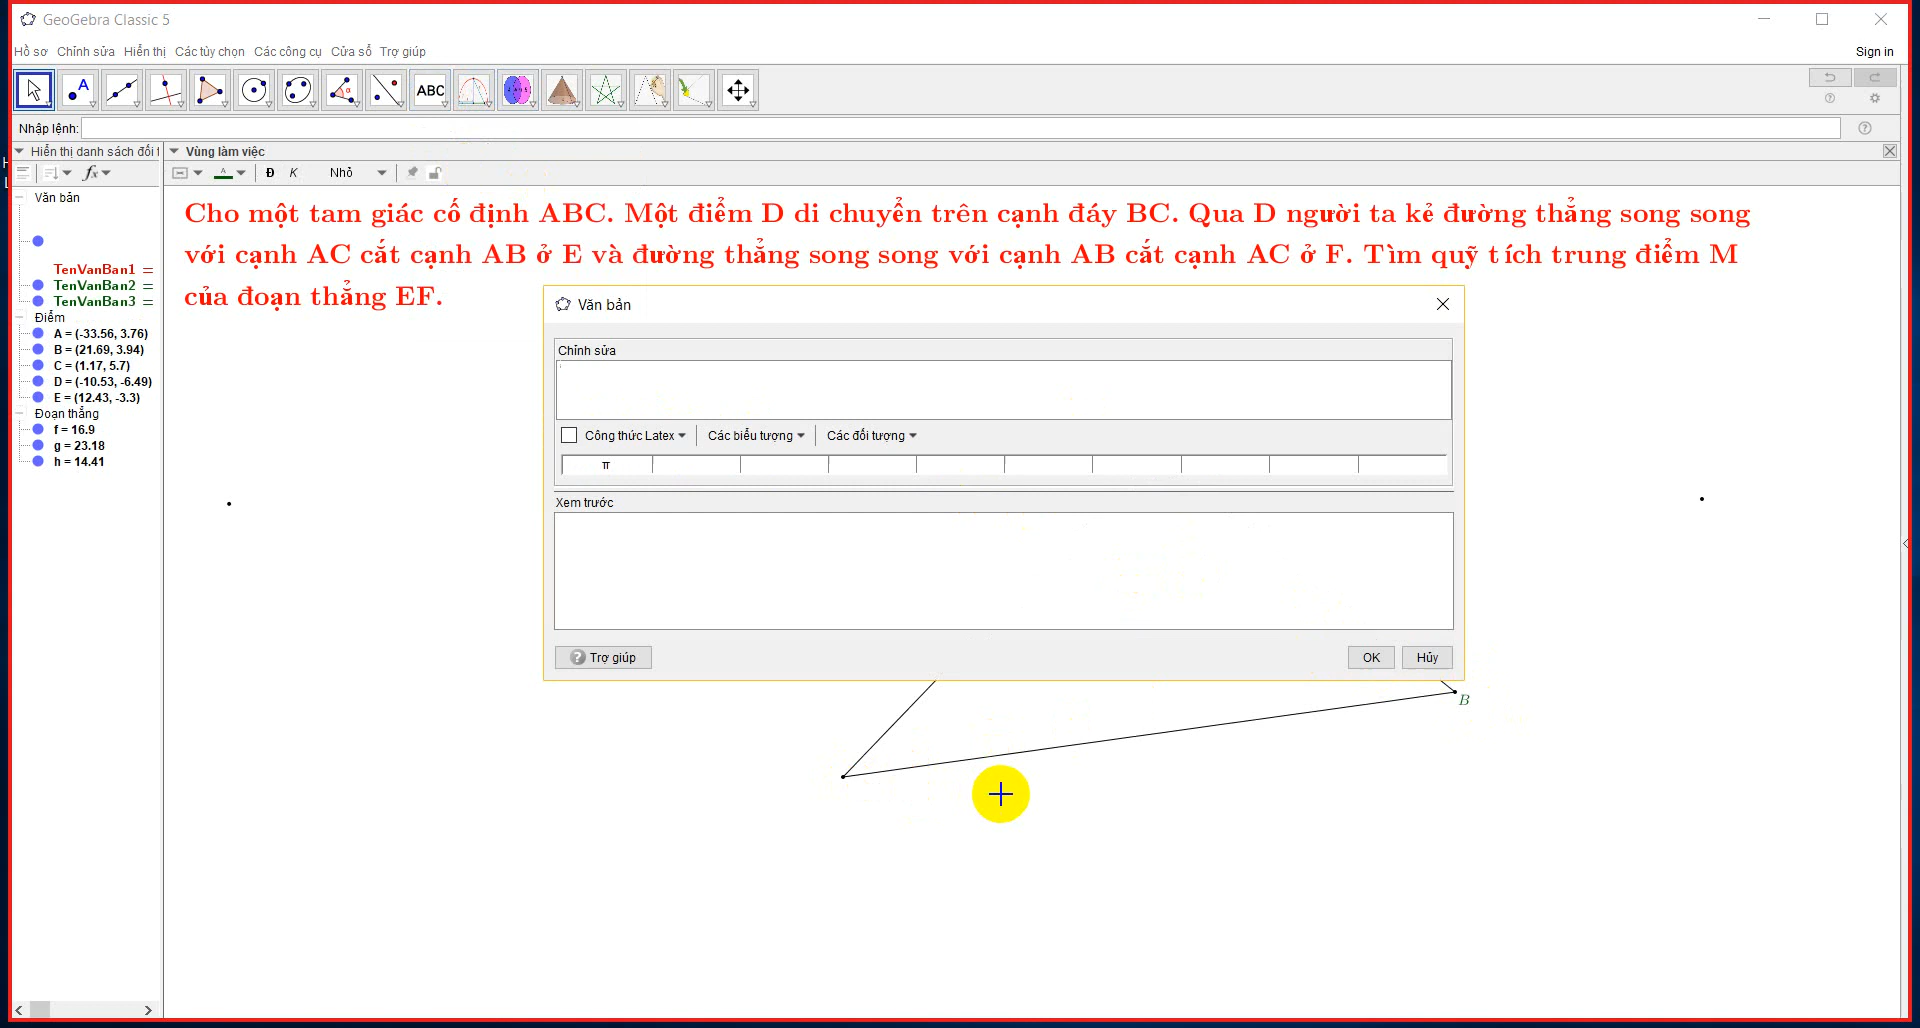 GeoGebra Classic 5
Hồ sơ Chỉnh sửa Hiển thị Các tùy chọn Các công cụ Cửa sổ Trợ giúp
Sign in
A
α
ABC
Nhập lệnh:
Hiển thị danh sách đối t
Vùng làm việc
fx
A
Đ K Nhỏ
Văn bản
TenVanBan1 =
TenVanBan2 =
TenVanBan3 =
Điểm
A = (-33.56, 3.76)
B = (21.69, 3.94)
C = (1.17, 5.7)
D = (-10.53, -6.49)
E = (12.43, -3.3)
Đoạn thẳng
f = 16.9
g = 23.18
h = 14.41
Cho một tam giác cố định ABC. Một điểm D di chuyển trên cạnh đáy BC. Qua D người ta kẻ đường thẳng song song
với cạnh AC cắt cạnh AB ở E và đường thẳng song song với cạnh AB cắt cạnh AC ở F. Tìm quỹ tích trung điểm M
của đoạn thẳng EF.
Văn bản
Chỉnh sửa
Công thức Latex Các biểu tượng Các đối tượng
π
Xem trước
Trợ giúp
OK
Hủy
B